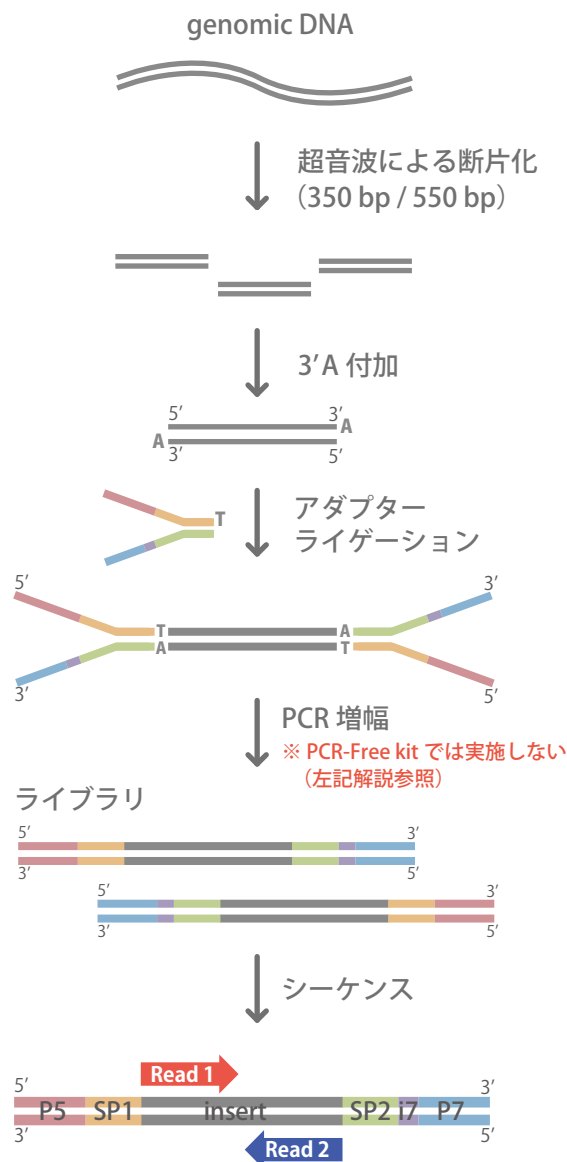 genomic DNA
超音波による断片化
（350 bp / 550 bp）
3′A 付加
5′ 3′
A
A
3′ 5′
T
アダプター
ライゲーション
5′ 3′
T A
A T
3′ 5′
PCR 増幅
※ PCR-Free kit では実施しない
（左記解説参照）
ライブラリ
5′ 3′
3′ 5′
5′ 3′
3′ 5′
シーケンス
Read 1
5′ 3′
P5 SP1 insert SP2 i7 P7
3′ 5′
Read 2